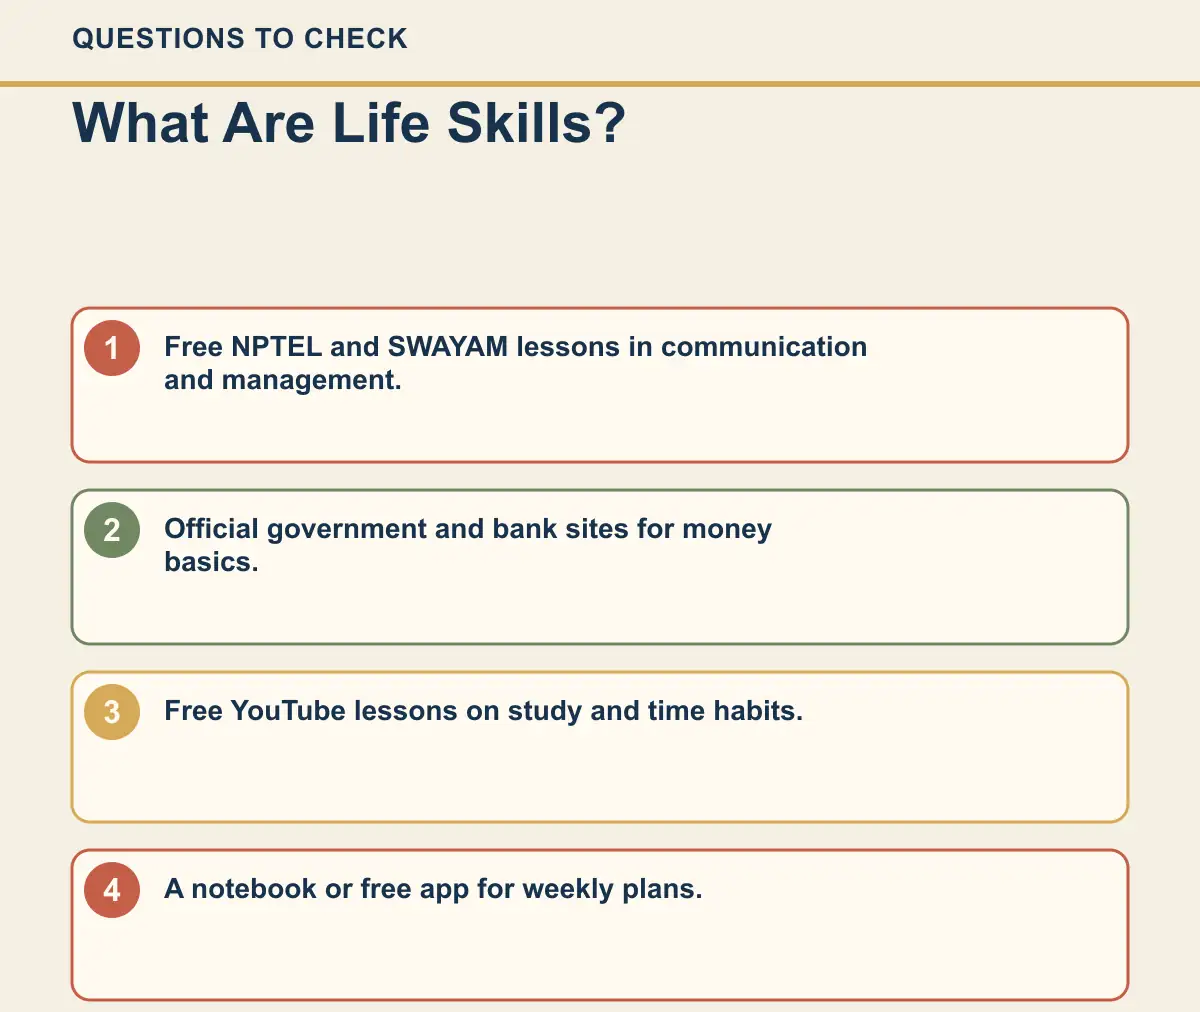 QUESTIONS TO CHECK
What Are Life Skills?
1
Free NPTEL and SWAYAM lessons in communication
and management.
2
Official government and bank sites for money
basics.
3
Free YouTube lessons on study and time habits.
4
A notebook or free app for weekly plans.